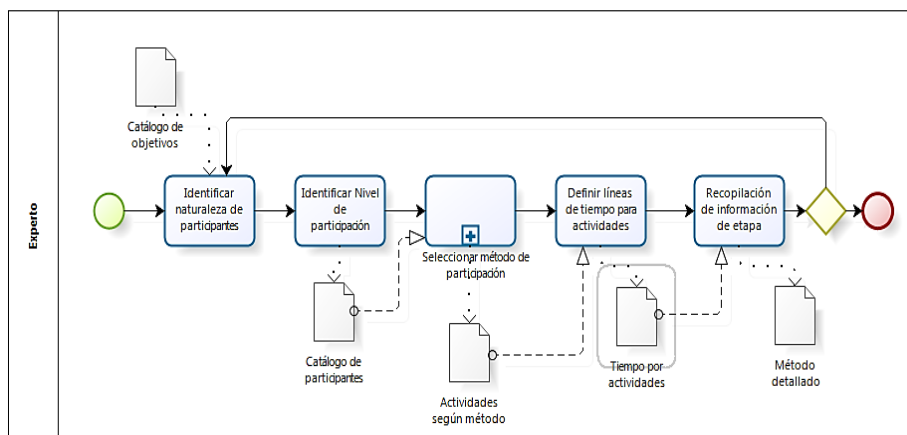 Experto
Catálogo de
objetivos
Identificar
naturaleza de
participantes
Identificar Nivel
de
participación
Seleccionar método de
participación
Definir líneas
de tiempo para
actividades
Recopilación
de información
de etapa
Catálogo de
participantes
Actividades
según método
Tiempo por
actividades
Método
detallado